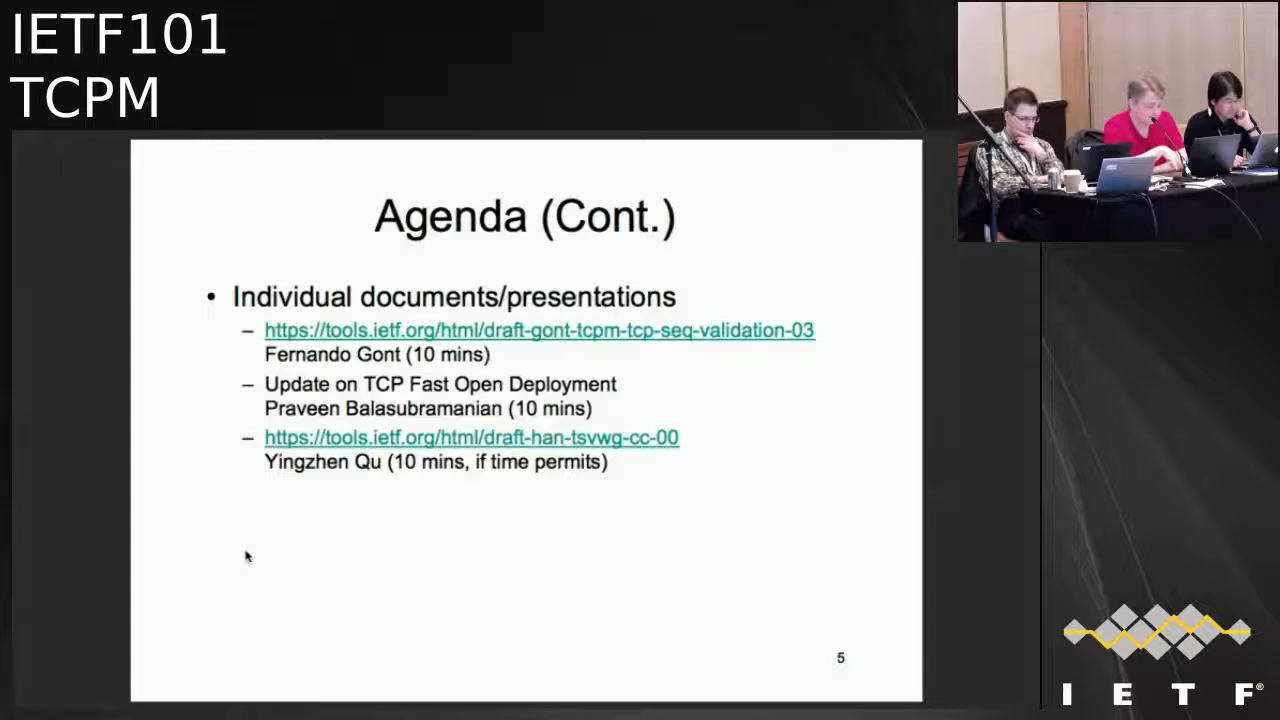 IETF101
TCPM
Agenda (Cont.)
• Individual documents/presentations
– https://tools.ietf.org/html/draft-gont-tcpm-tcp-seq-validation-03
Fernando Gont (10 mins)
– Update on TCP Fast Open Deployment
Praveen Balasubramanian (10 mins)
– https://tools.ietf.org/html/draft-han-tsvwg-cc-00
Yingzhen Qu (10 mins, if time permits)
5
I E T F®